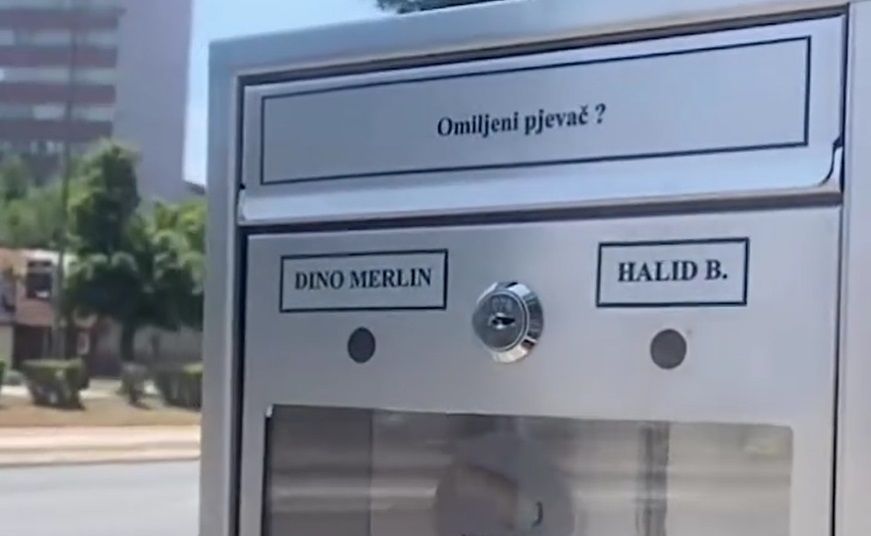 Omiljeni pjevač ?
DINO MERLIN
HALID B.